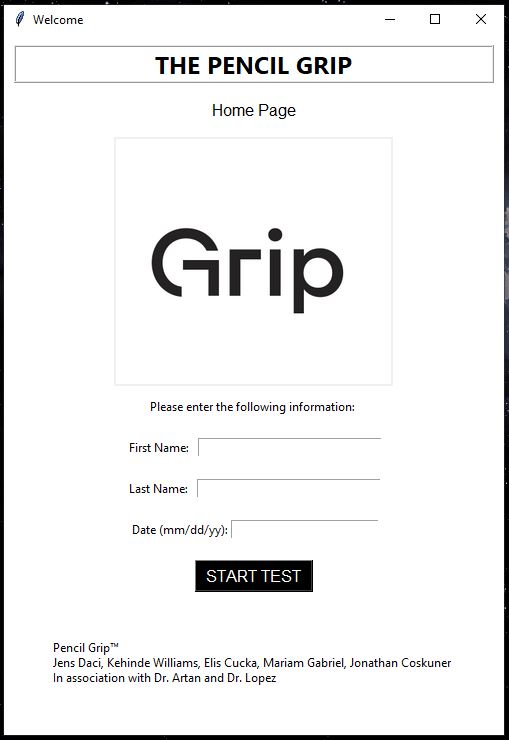 Welcome
THE PENCIL GRIP
Home Page
Grip
Please enter the following information:
First Name:
Last Name:
Date (mm/dd/yy):
START TEST
Pencil Grip™
Jens Daci, Kehinde Williams, Elis Cucka, Mariam Gabriel, Jonathan Coskuner
In association with Dr. Artan and Dr. Lopez